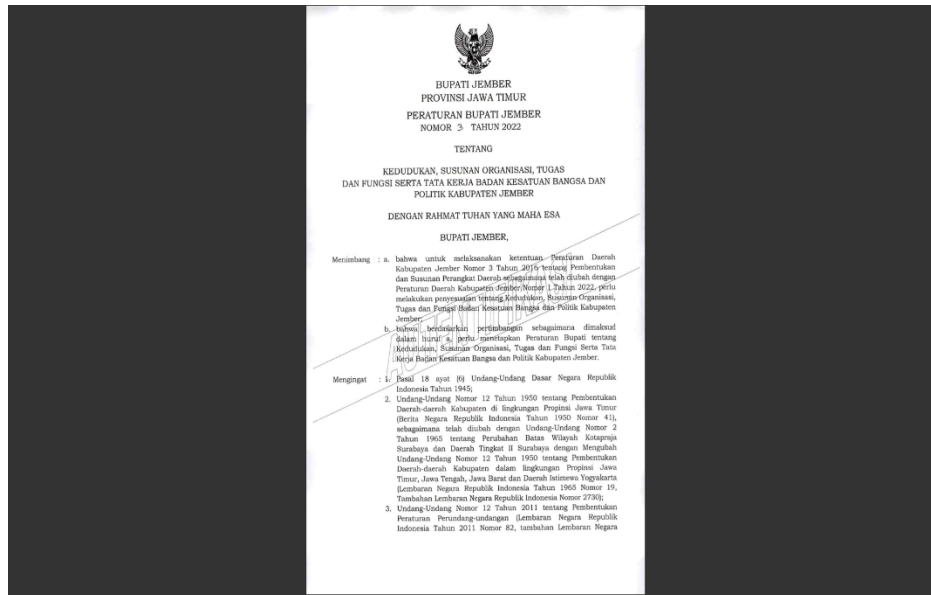 BUPATI JEMBER
PROVINSI JAWA TIMUR
PERATURAN BUPATI JEMBER
NOMOR 3 TAHUN 2022
TENTANG
KEDUDUKAN, SUSUNAN ORGANISASI, TUGAS
DAN FUNGSI SERTA TATA KERJA BADAN KESATUAN BANGSA DAN
POLITIK KABUPATEN JEMBER
DENGAN RAHMAT TUHAN YANG MAHA ESA
BUPATI JEMBER,
Menimbang : a. bahwa untuk melaksanakan ketentuan Peraturan Daerah
Kabupaten Jember Nomor 3 Tahun 2016 tentang Pembentukan
dan Susunan Perangkat Daerah sebagaimana telah diubah dengan
Peraturan Daerah Kabupaten Jember Nomor 1 Tahun 2022, perlu
melakukan penyesuaian tentang Kedudukan, Susunan Organisasi,
Tugas dan Fungsi Badan Kesatuan Bangsa dan Politik Kabupaten
Jember;
b. bahwa berdasarkan pertimbangan sebagaimana dimaksud
dalam huruf a, perlu menetapkan Peraturan Bupati tentang
Kedudukan, Susunan Organisasi, Tugas dan Fungsi Serta Tata
Kerja Badan Kesatuan Bangsa dan Politik Kabupaten Jember.
Mengingat : 1. Pasal 18 ayat (6) Undang-Undang Dasar Negara Republik
Indonesia Tahun 1945;
2. Undang-Undang Nomor 12 Tahun 1950 tentang Pembentukan
Daerah-daerah Kabupaten di lingkungan Propinsi Jawa Timur
(Berita Negara Republik Indonesia Tahun 1950 Nomor 41),
sebagaimana telah diubah dengan Undang-Undang Nomor 2
Tahun 1965 tentang Perubahan Batas Wilayah Kotapraja
Surabaya dan Daerah Tingkat II Surabaya dengan Mengubah
Undang-Undang Nomor 12 Tahun 1950 tentang Pembentukan
Daerah-daerah Kabupaten dalam lingkungan Propinsi Jawa
Timur, Jawa Tengah, Jawa Barat dan Daerah Istimewa Yogyakarta
(Lembaran Negara Republik Indonesia Tahun 1965 Nomor 19,
Tambahan Lembaran Negara Republik Indonesia Nomor 2730);
3. Undang-Undang Nomor 12 Tahun 2011 tentang Pembentukan
Peraturan Perundang-undangan (Lembaran Negara Republik
Indonesia Tahun 2011 Nomor 82, tambahan Lembaran Negara
AUTENTIFIKASI